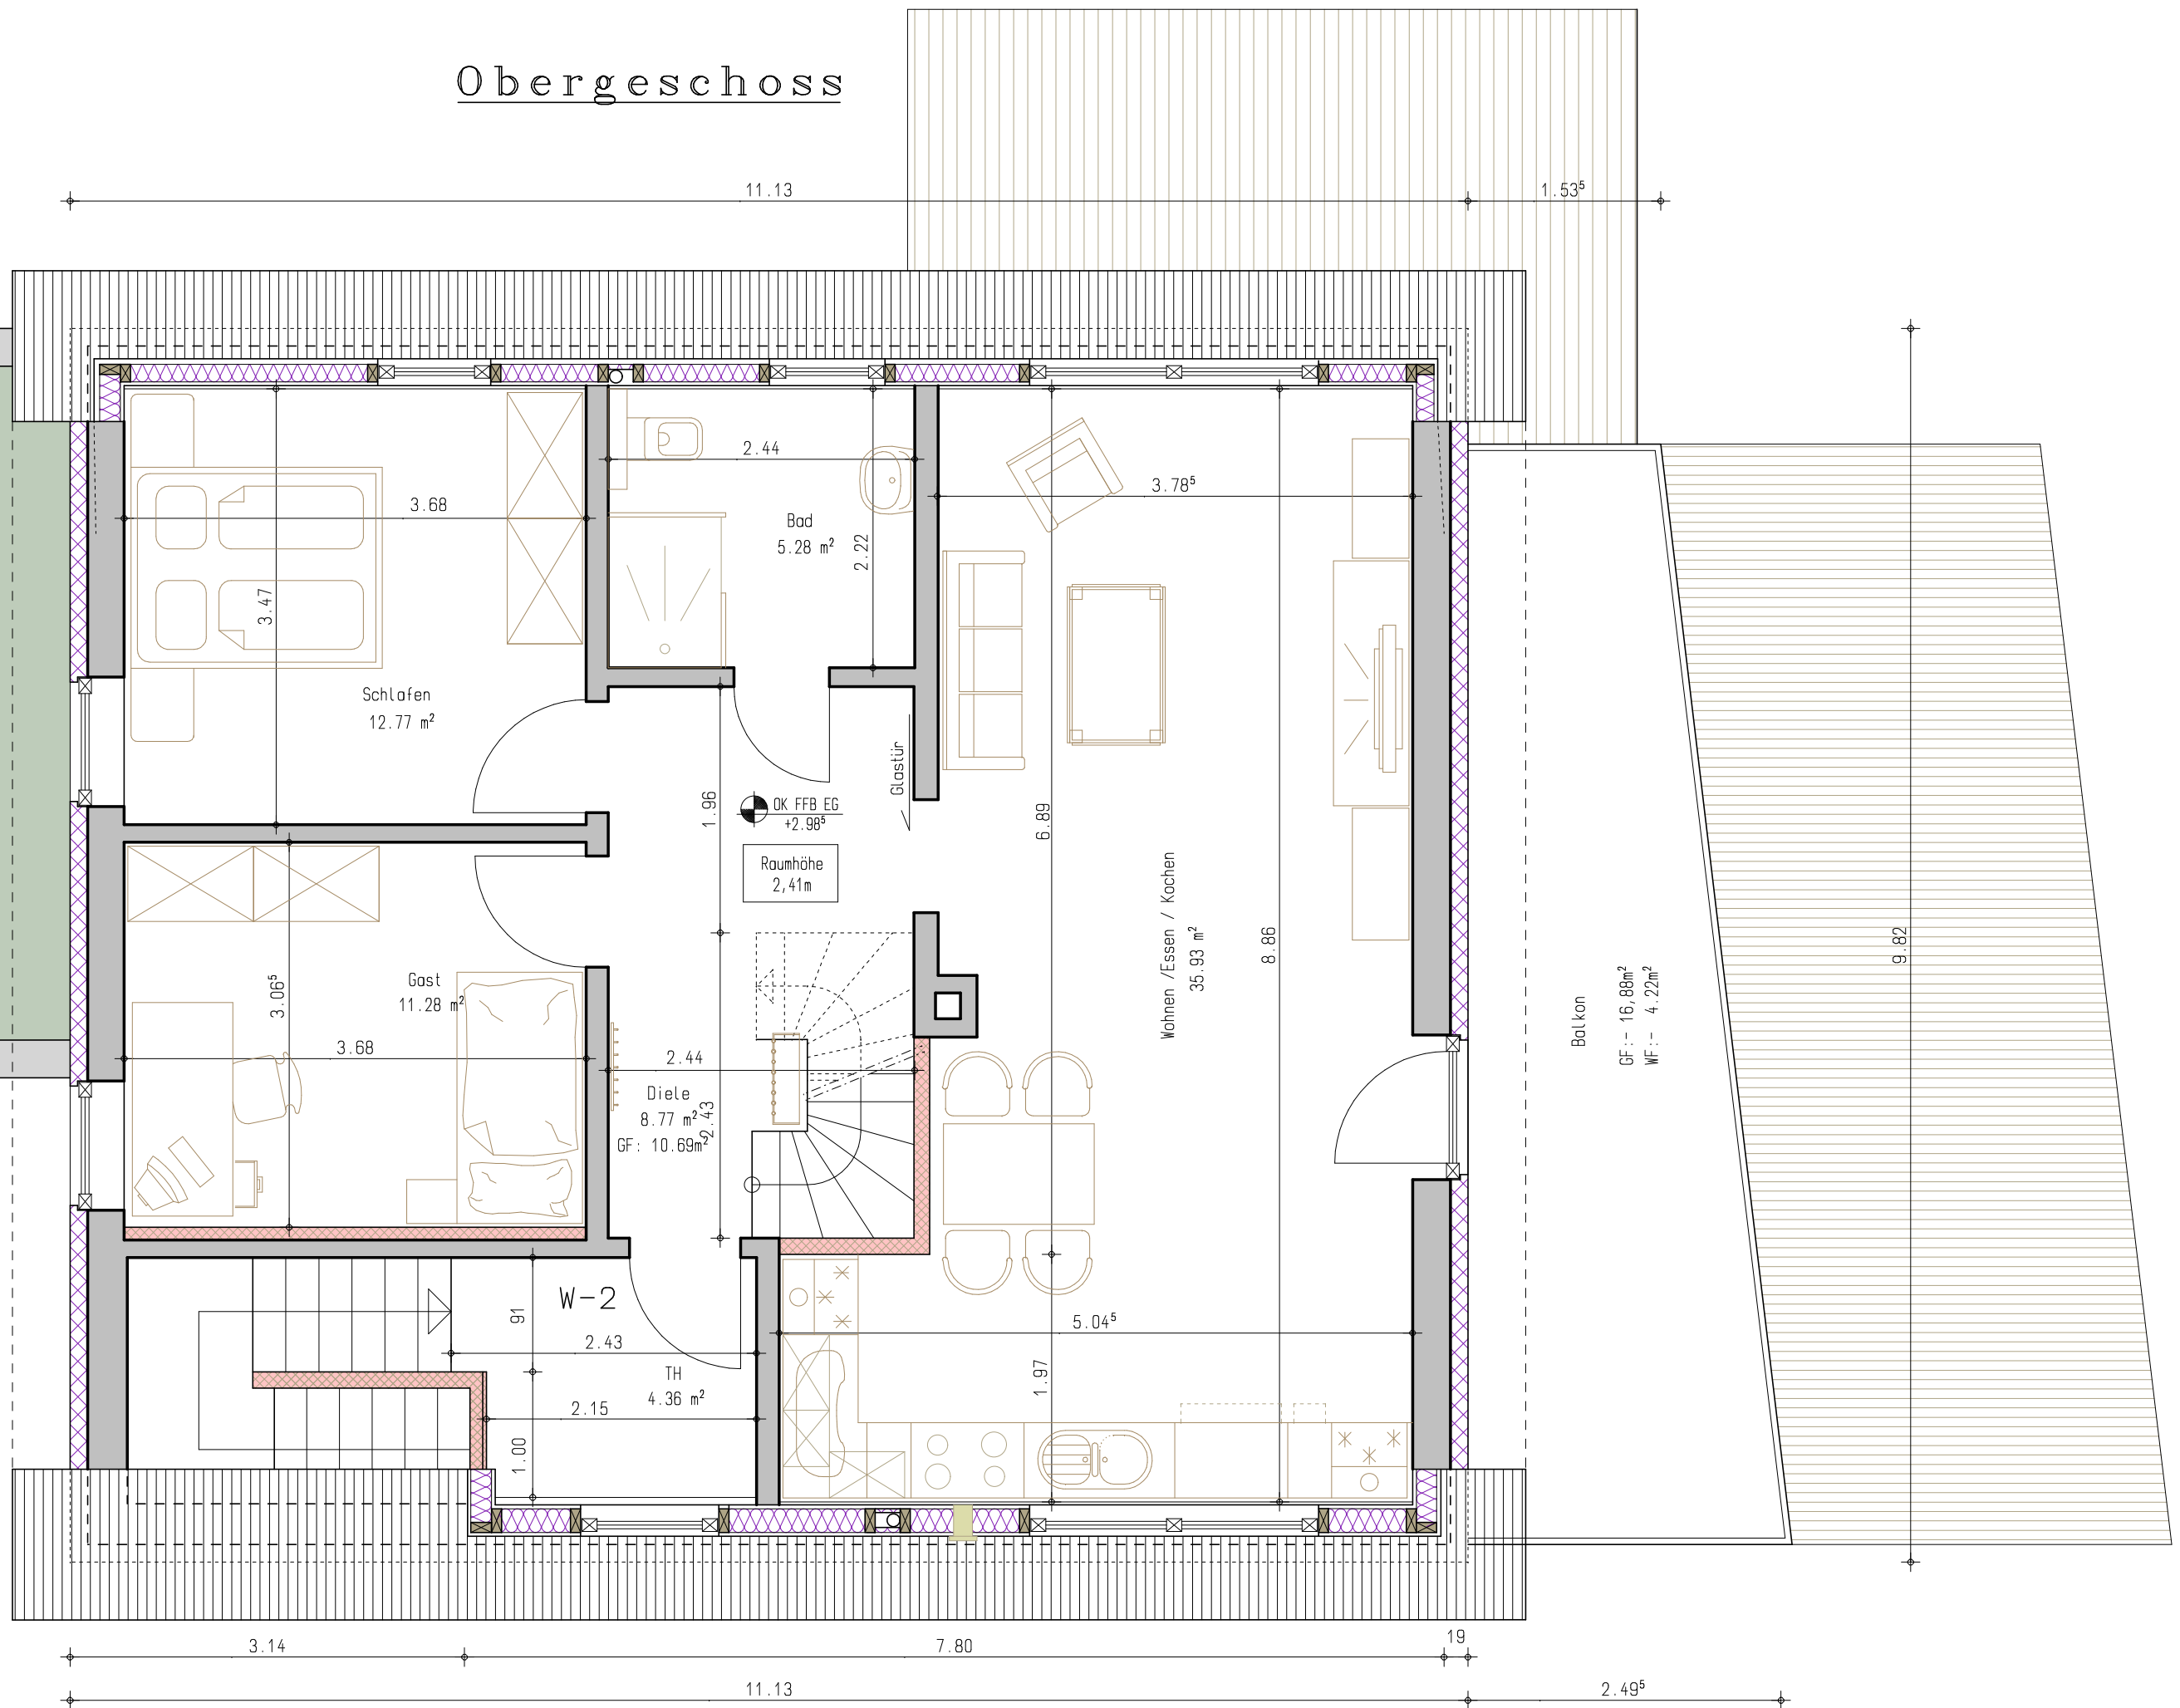 Obergeschoss
11.13
1.53⁵
2.44
3.78⁵
3.68
Bad
5.28 m²
2.22
3.47
Schlafen
12.77 m²
Glastür
1.96
OK FFB EG
+2.98⁵
Raumhöhe
2,41m
6.89
Wohnen /Essen / Kochen
35.93 m²
8.86
9.82
Gast
11.28 m²
3.06⁵
3.68
2.44
Diele
8.77 m²
GF: 10.69m²
2.43
Balkon
GF:- 16,88m²
WF:- 4.22m²
W-2
91
2.43
5.04⁵
TH
4.36 m²
1.97
2.15
1.00
3.14
7.80
19
11.13
2.49⁵